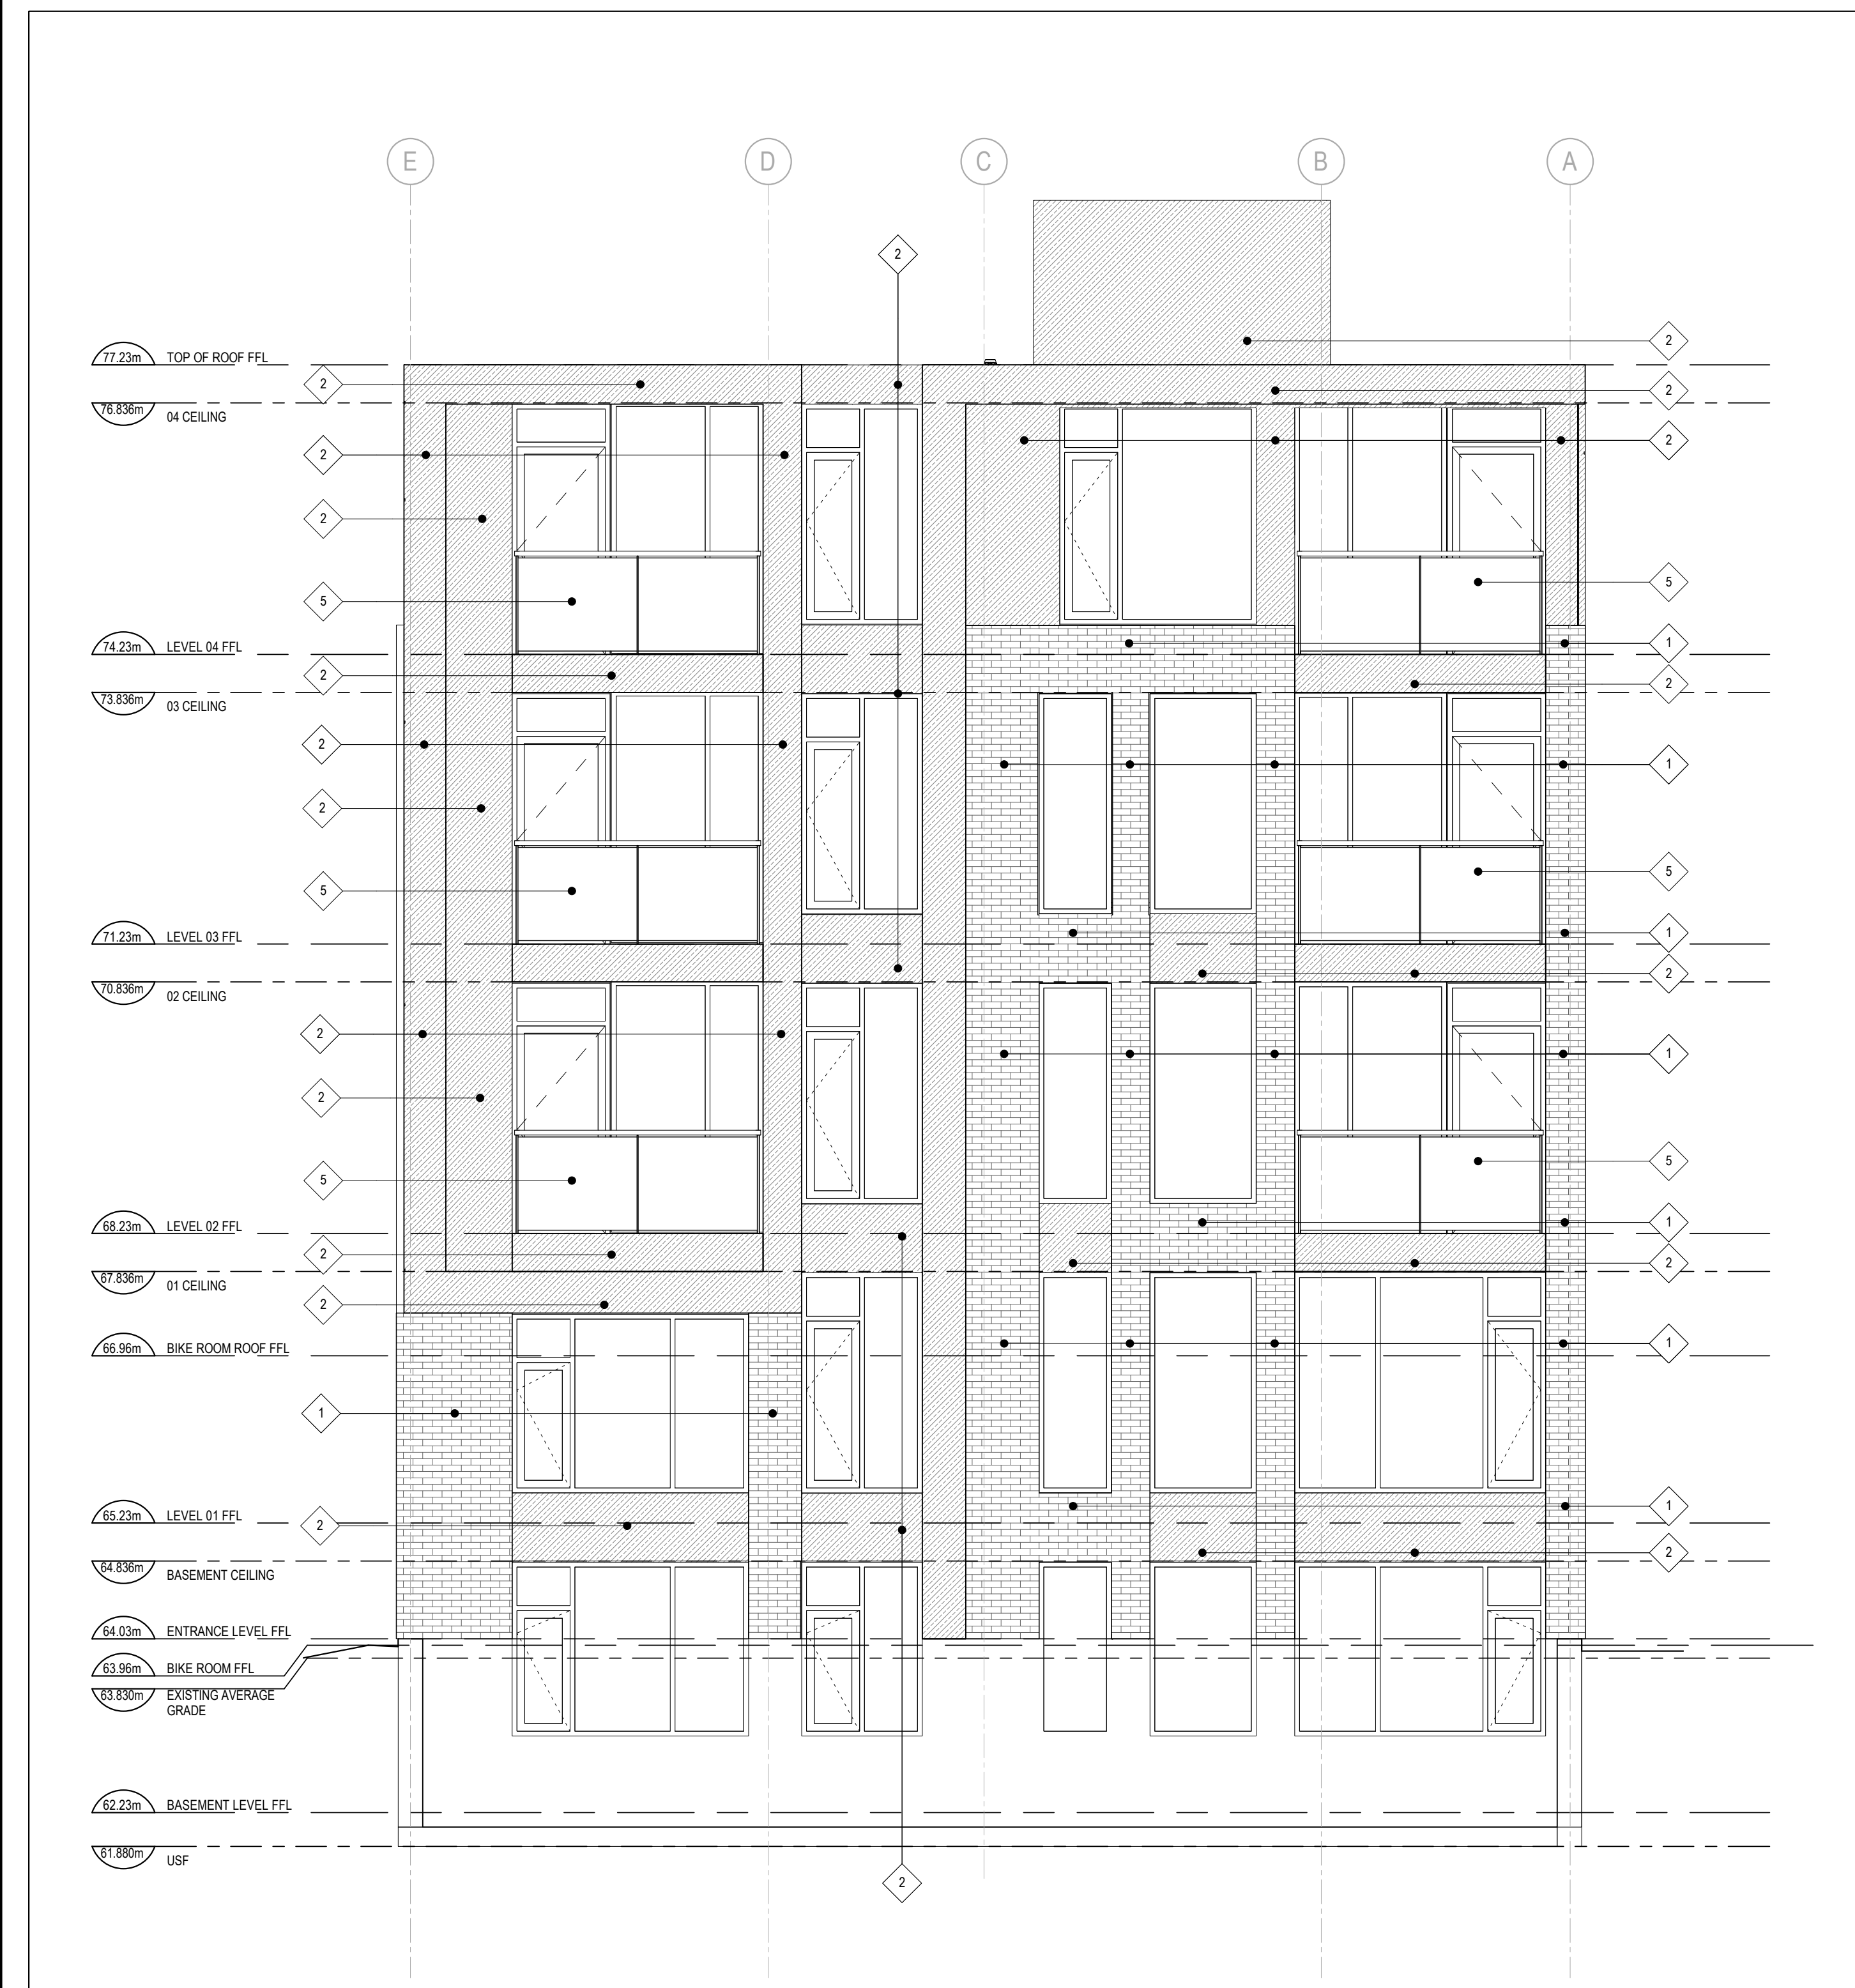 E D C B A
2
77.23m TOP OF ROOF FFL
2
2
76.836m 04 CEILING
2
2
2
2
2
5
5
74.23m LEVEL 04 FFL
1
2
2
73.836m 03 CEILING
2
1
2
5
5
71.23m LEVEL 03 FFL
1
2
70.836m 02 CEILING
2
1
2
5
5
68.23m LEVEL 02 FFL
1
2
2
67.836m 01 CEILING
2
66.96m BIKE ROOM ROOF FFL
1
1
65.23m LEVEL 01 FFL
1
2
2
64.836m BASEMENT CEILING
64.03m ENTRANCE LEVEL FFL
63.96m BIKE ROOM FFL
63.830m EXISTING AVERAGE
GRADE
62.23m BASEMENT LEVEL FFL
61.880m USF
2